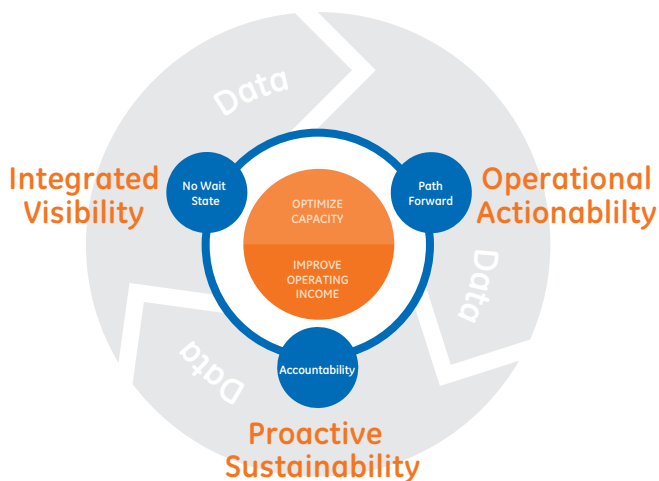 Data
Integrated
Visibility
No Wait
State
OPTIMIZE
CAPACITY
IMPROVE
OPERATING
INCOME
Path
Forward
Operational
Actionablilty
Data
Data
Accountability
Proactive
Sustainability